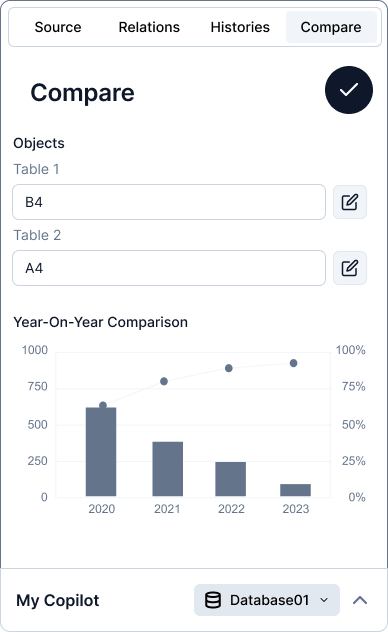 Source Relations Histories Compare
Compare
Objects
Table 1
B4
Table 2
A4
Year-On-Year Comparison
1000 100%
750 75%
500 50%
250 25%
0 0%
2020 2021 2022 2023
My Copilot Database01